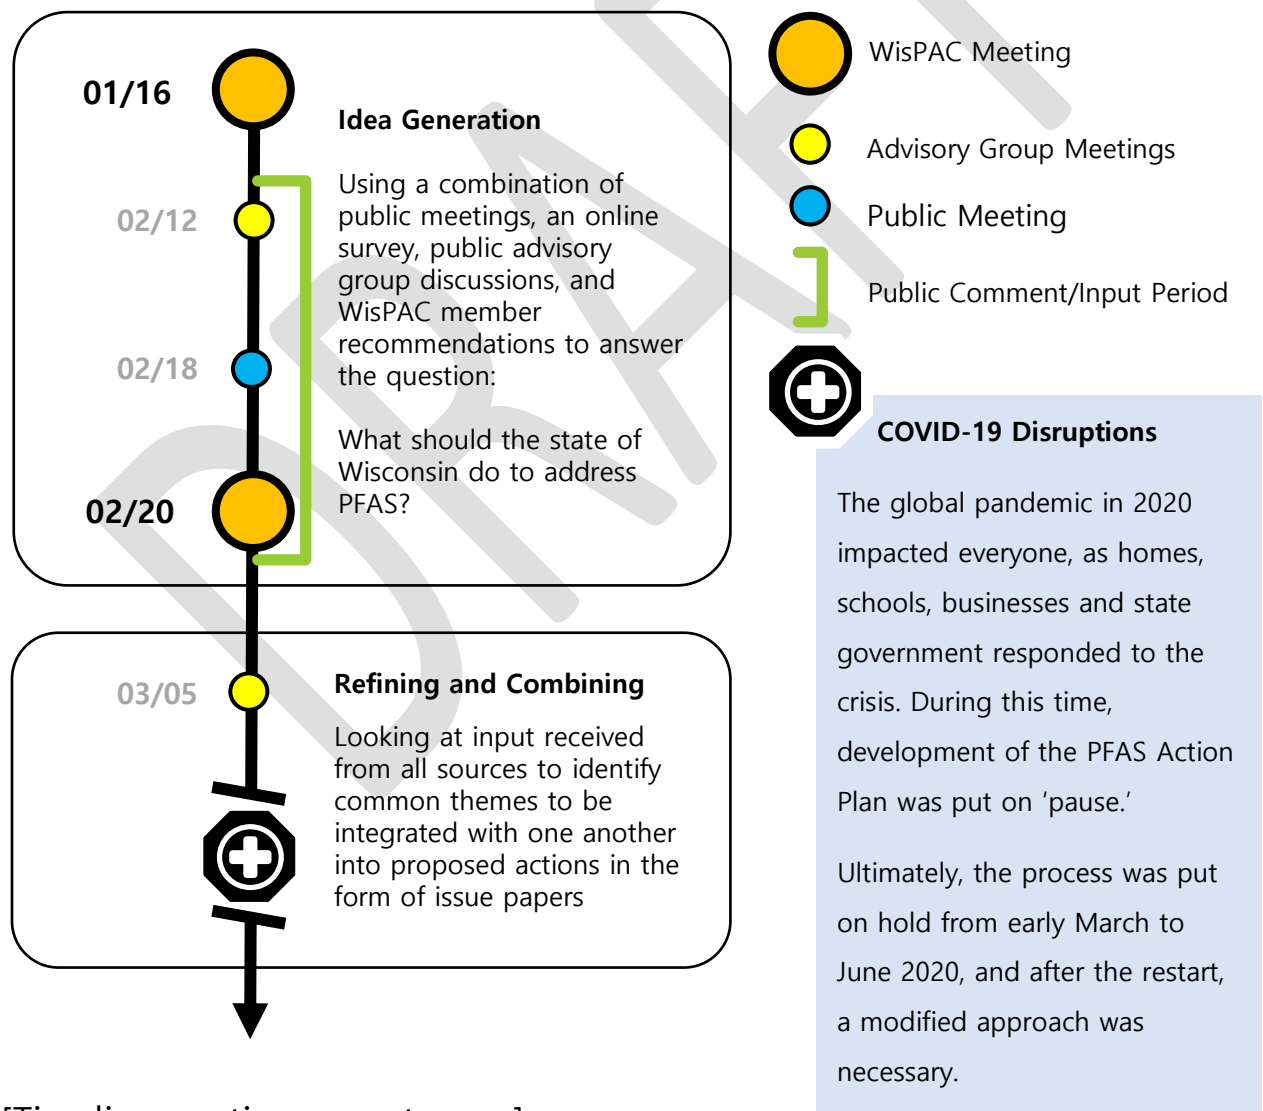 01/16
Idea Generation
Using a combination of
public meetings, an online
survey, public advisory
group discussions, and
WisPAC member
recommendations to answer
the question:
What should the state of
Wisconsin do to address
PFAS?
02/12
02/18
02/20
03/05
Refining and Combining
Looking at input received
from all sources to identify
common themes to be
integrated with one another
into proposed actions in the
form of issue papers
WisPAC Meeting
Advisory Group Meetings
Public Meeting
Public Comment/Input Period
COVID-19 Disruptions
The global pandemic in 2020
impacted everyone, as homes,
schools, businesses and state
government responded to the
crisis. During this time,
development of the PFAS Action
Plan was put on ‘pause.’
Ultimately, the process was put
on hold from early March to
June 2020, and after the restart,
a modified approach was
necessary.
DRAF